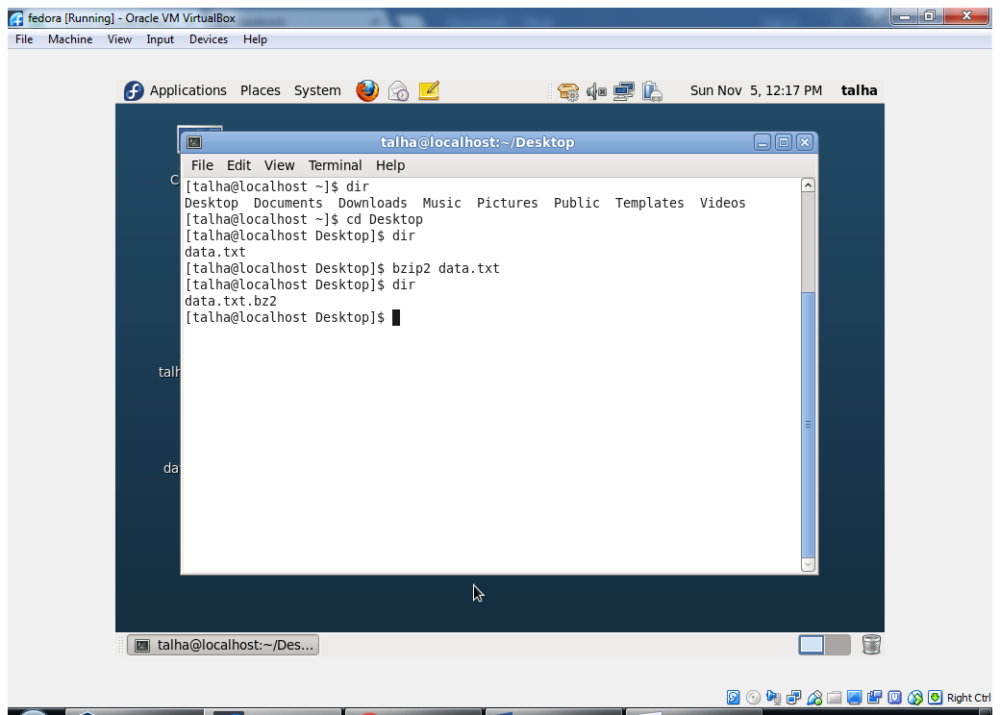 fedora [Running] - Oracle VM VirtualBox
File Machine View Input Devices Help
Applications Places System Sun Nov 5, 12:17 PM talha
talha@localhost:~/Desktop
File Edit View Terminal Help
[talha@localhost ~]$ dir
Desktop Documents Downloads Music Pictures Public Templates Videos
[talha@localhost ~]$ cd Desktop
[talha@localhost Desktop]$ dir
data.txt
[talha@localhost Desktop]$ bzip2 data.txt
[talha@localhost Desktop]$ dir
data.txt.bz2
[talha@localhost Desktop]$
C
talh
da
talha@localhost:~/Des...
Right Ctrl